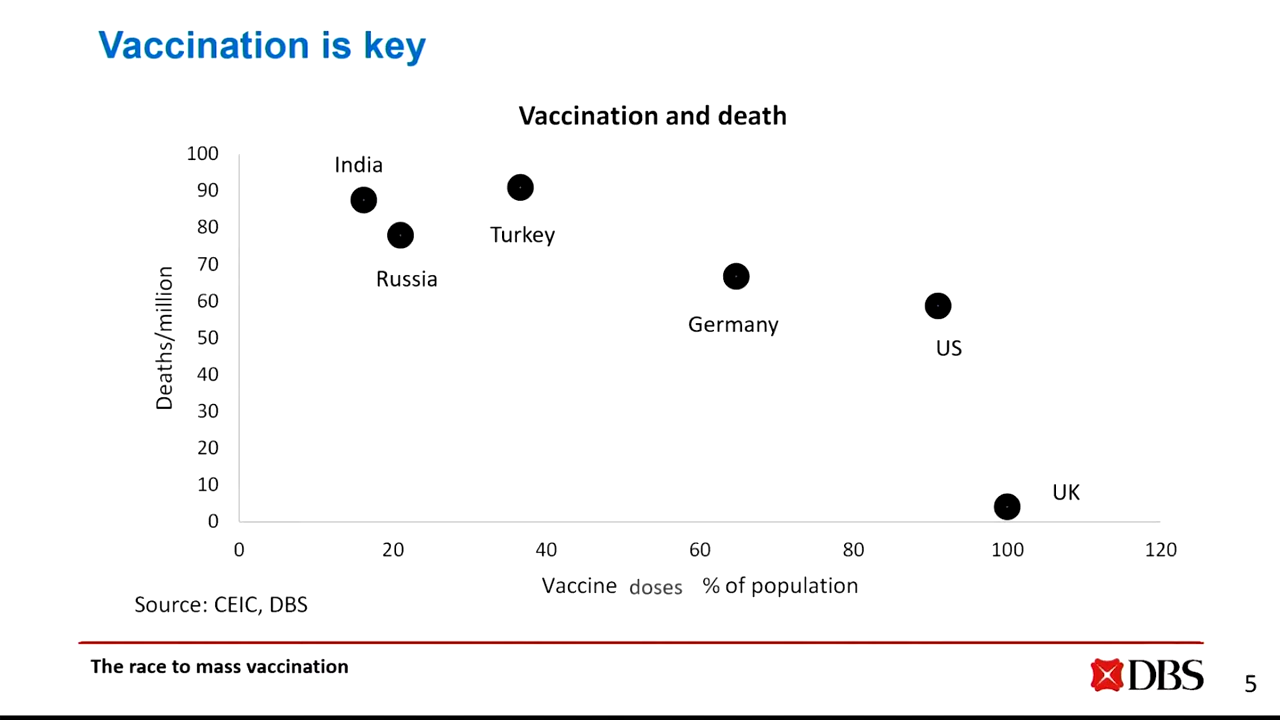 Vaccination is key
Vaccination and death
100
90
80
70
60
50
40
30
20
10
0
Deaths/million
India
Russia
Turkey
Germany
US
UK
0 20 40 60 80 100 120
Vaccine doses % of population
Source: CEIC, DBS
The race to mass vaccination
DBS
5